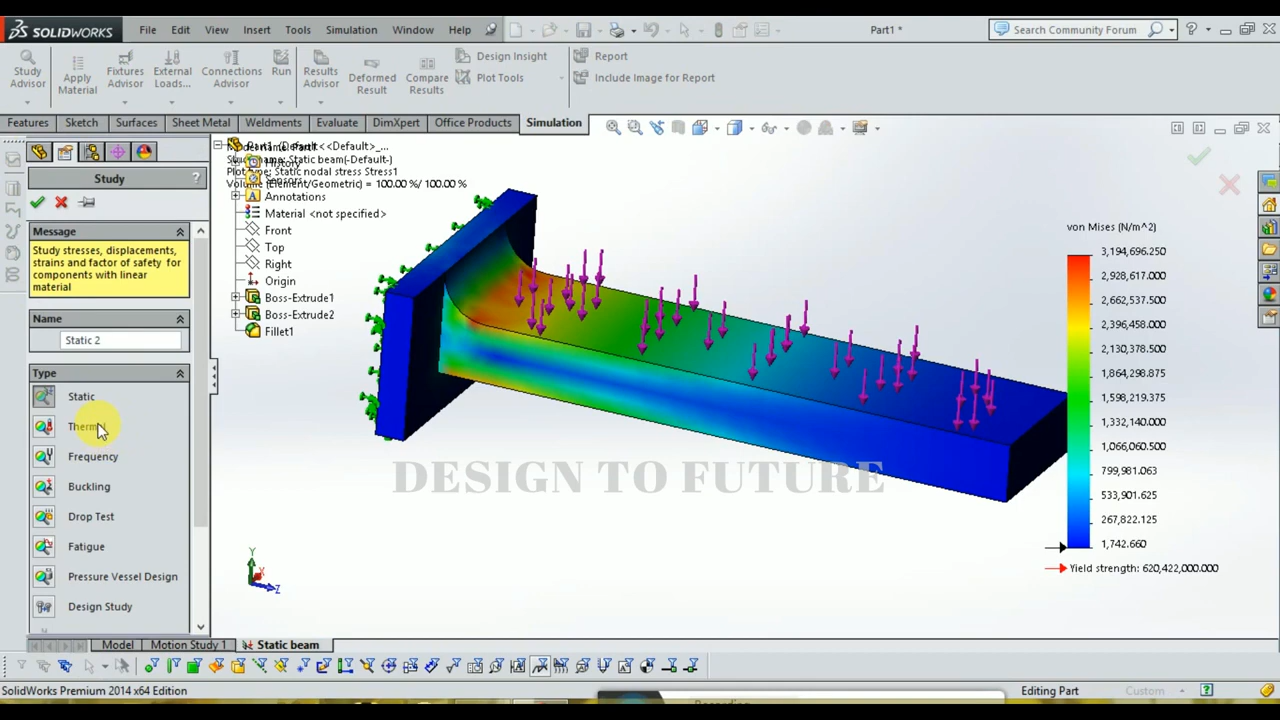 SOLIDWORKS File Edit View Insert Tools Simulation Window Help Part1 * Search Community Forum
Study Advisor
Apply Material
Fixtures Advisor
External Loads...
Connections Advisor
Run
Results Advisor
Deformed Result
Compare Results
Design Insight
Plot Tools
Report
Include Image for Report
Features Sketch Surfaces Sheet Metal Weldments Evaluate DimXpert Office Products Simulation
Study ?
Message
Study stresses, displacements,
strains and factor of safety for
components with linear
material
Name
Static 2
Type
Static
Frequency
Buckling
Drop Test
Fatigue
Pressure Vessel Design
Design Study
(Default<<Default>_...
Study name: Static beam(-Default-)
Plot type: Static nodal stress Stress1
Volume (Element/Geometric) = 100.00 %/ 100.00 %
Annotations
Material <not specified>
Front
Top
Right
Origin
Boss-Extrude1
Boss-Extrude2
Fillet1
von Mises (N/m^2)
3,194,696.250
2,928,617.000
2,662,537.500
2,396,458.000
2,130,378.500
1,864,298.875
1,598,219.375
1,332,140.000
1,066,060.500
799,981.063
533,901.625
267,822.125
1,742.660
Yield strength: 620,422,000.000
DESIGN TO FUTURE
Y
X
Z
Model Motion Study 1 Static beam
SolidWorks Premium 2014 x64 Edition Editing Part Custom